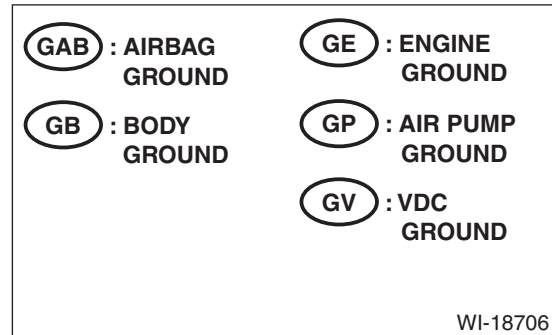 GAB : AIRBAG
GROUND
GB : BODY
GROUND
GE : ENGINE
GROUND
GP : AIR PUMP
GROUND
GV : VDC
GROUND
WI-18706